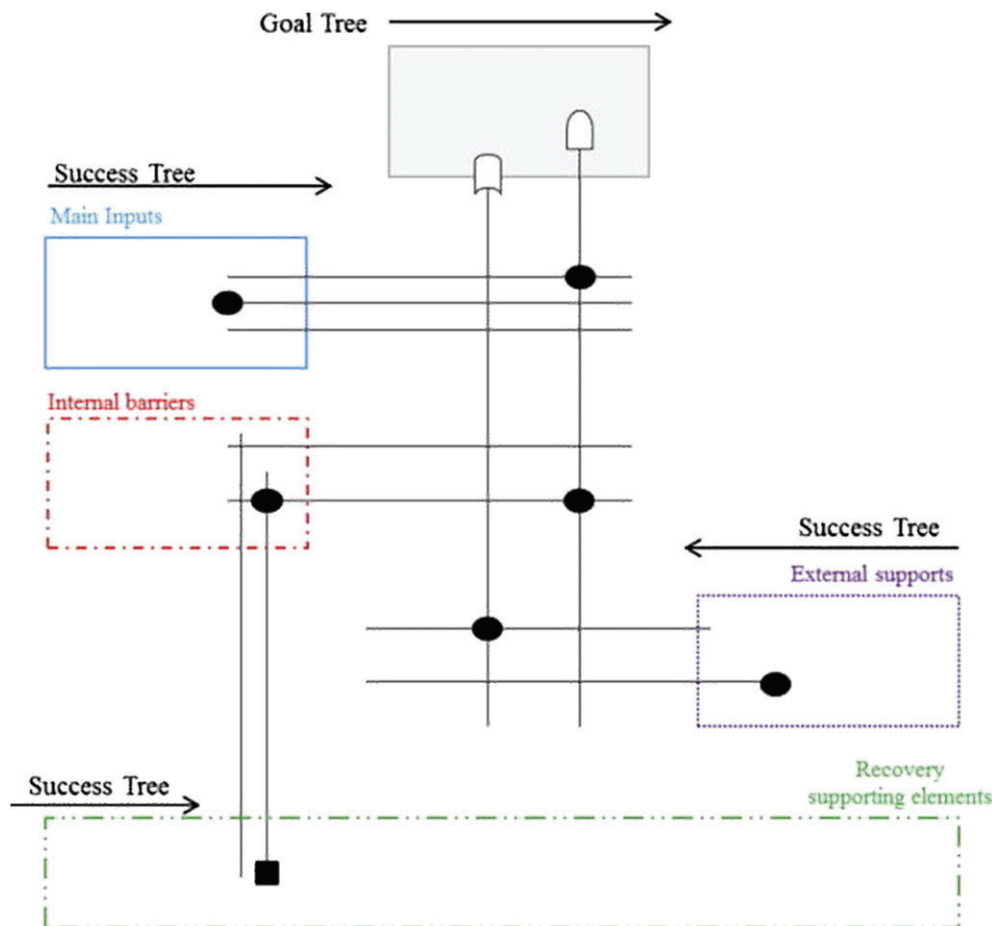 Goal Tree
Success Tree
Main Inputs
Internal barriers
Success Tree
External supports
Success Tree
Recovery
supporting elements